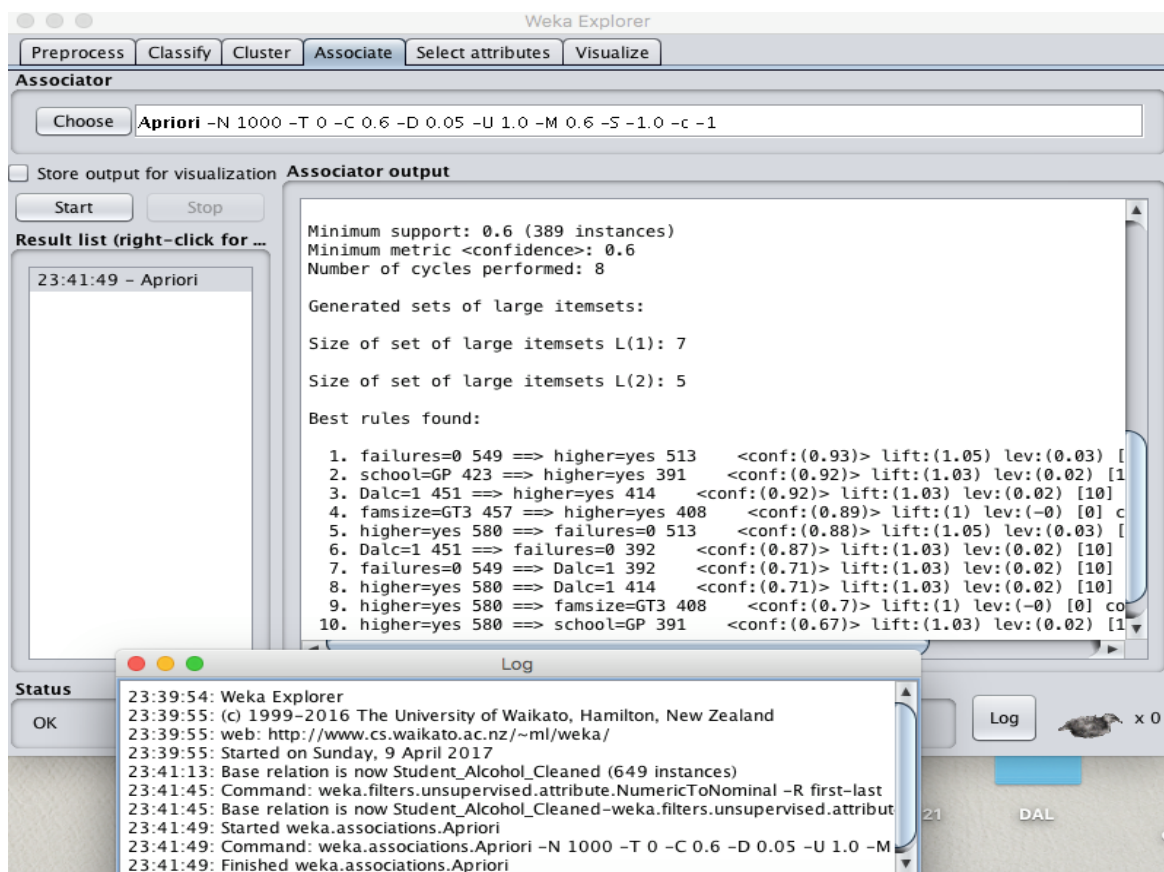 Weka Explorer
Preprocess Classify Cluster Associate Select attributes Visualize
Associator
Choose Apriori -N 1000 -T 0 -C 0.6 -D 0.05 -U 1.0 -M 0.6 -S -1.0 -c -1
Store output for visualization
Associator output
Start Stop
Result list (right-click for ...
23:41:49 - Apriori
Minimum support: 0.6 (389 instances)
Minimum metric <confidence>: 0.6
Number of cycles performed: 8
Generated sets of large itemsets:
Size of set of large itemsets L(1): 7
Size of set of large itemsets L(2): 5
Best rules found:
1. failures=0 549 ==> higher=yes 513 <conf:(0.93)> lift:(1.05) lev:(0.03) [
2. school=GP 423 ==> higher=yes 391 <conf:(0.92)> lift:(1.03) lev:(0.02) [1
3. Dalc=1 451 ==> higher=yes 414 <conf:(0.92)> lift:(1.03) lev:(0.02) [10]
4. famsize=GT3 457 ==> higher=yes 408 <conf:(0.89)> lift:(1) lev:(-0) [0] c
5. higher=yes 580 ==> failures=0 513 <conf:(0.88)> lift:(1.05) lev:(0.03) [
6. Dalc=1 451 ==> failures=0 392 <conf:(0.87)> lift:(1.03) lev:(0.02) [10]
7. failures=0 549 ==> Dalc=1 392 <conf:(0.71)> lift:(1.03) lev:(0.02) [10]
8. higher=yes 580 ==> Dalc=1 414 <conf:(0.71)> lift:(1.03) lev:(0.02) [10]
9. higher=yes 580 ==> famsize=GT3 408 <conf:(0.7)> lift:(1) lev:(-0) [0] co
10. higher=yes 580 ==> school=GP 391 <conf:(0.67)> lift:(1.03) lev:(0.02) [1
Status
OK
Log
x 0
Log
23:39:54: Weka Explorer
23:39:55: (c) 1999-2016 The University of Waikato, Hamilton, New Zealand
23:39:55: web: http://www.cs.waikato.ac.nz/~ml/weka/
23:39:55: Started on Sunday, 9 April 2017
23:41:13: Base relation is now Student_Alcohol_Cleaned (649 instances)
23:41:45: Command: weka.filters.unsupervised.attribute.NumericToNominal -R first-last
23:41:45: Base relation is now Student_Alcohol_Cleaned-weka.filters.unsupervised.attribut
23:41:49: Started weka.associations.Apriori
23:41:49: Command: weka.associations.Apriori -N 1000 -T 0 -C 0.6 -D 0.05 -U 1.0 -M
23:41:49: Finished weka.associations.Apriori
21
DAL